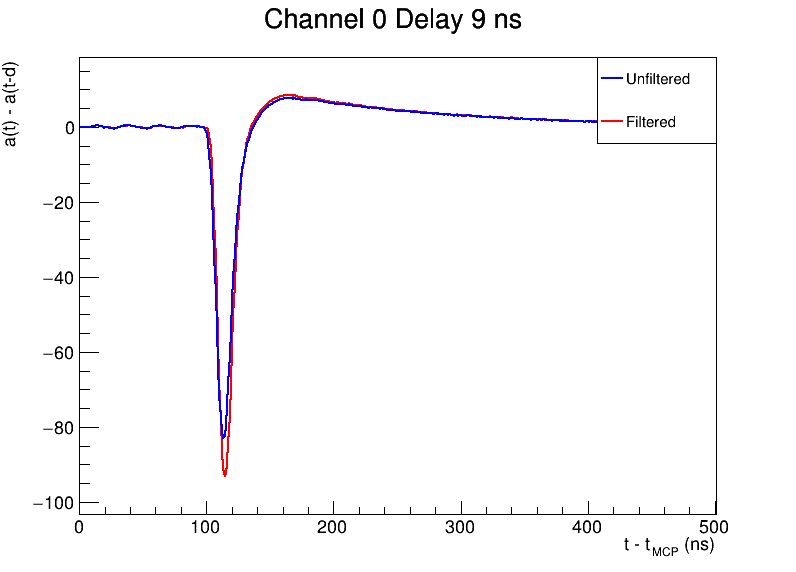 Channel 0 Delay 9 ns
a(t) - a(t-d)
Unfiltered
Filtered
0
−20
−40
−60
−80
−100
0 100 200 300 400 500
t - tMCP (ns)